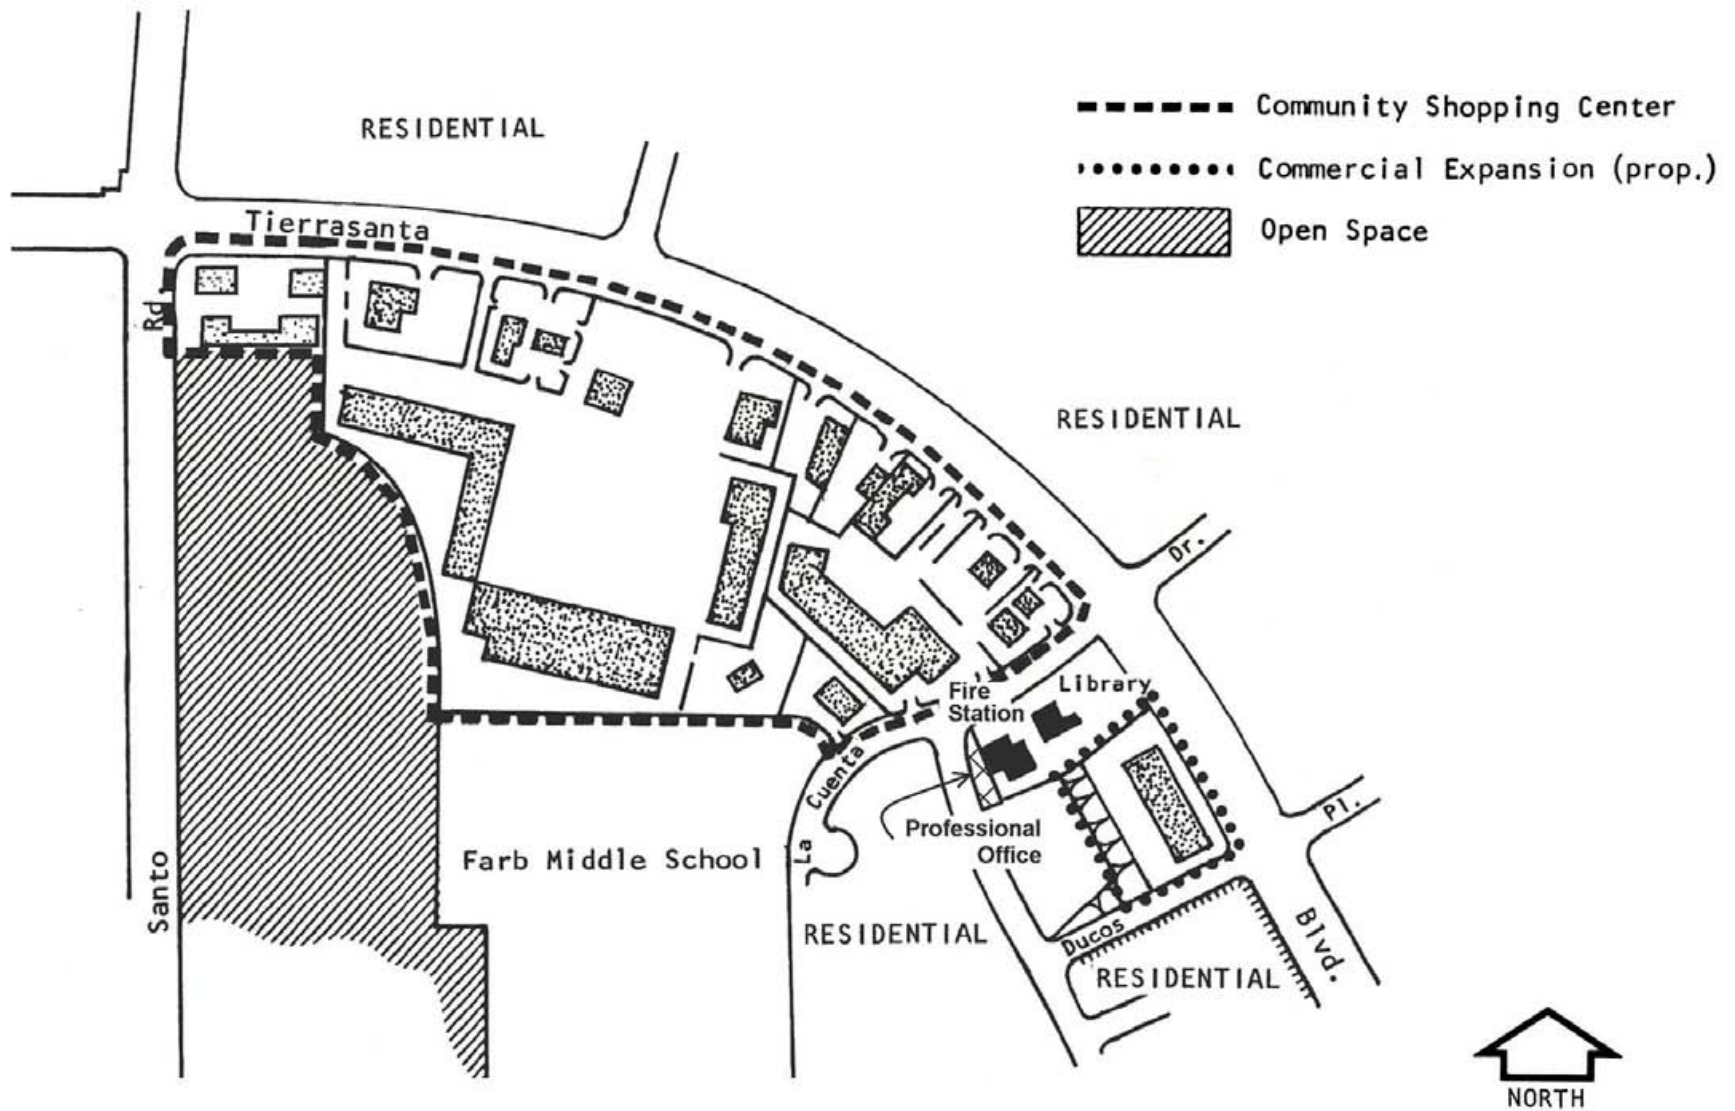 RESIDENTIAL
Community Shopping Center
Commercial Expansion (prop.)
Open Space
Tierrasanta
Rd.
RESIDENTIAL
Dr.
Library
Fire
Station
Cuenta
La
Pl.
Professional
Office
Farb Middle School
Santo
RESIDENTIAL
Ducos
Blvd.
RESIDENTIAL
NORTH